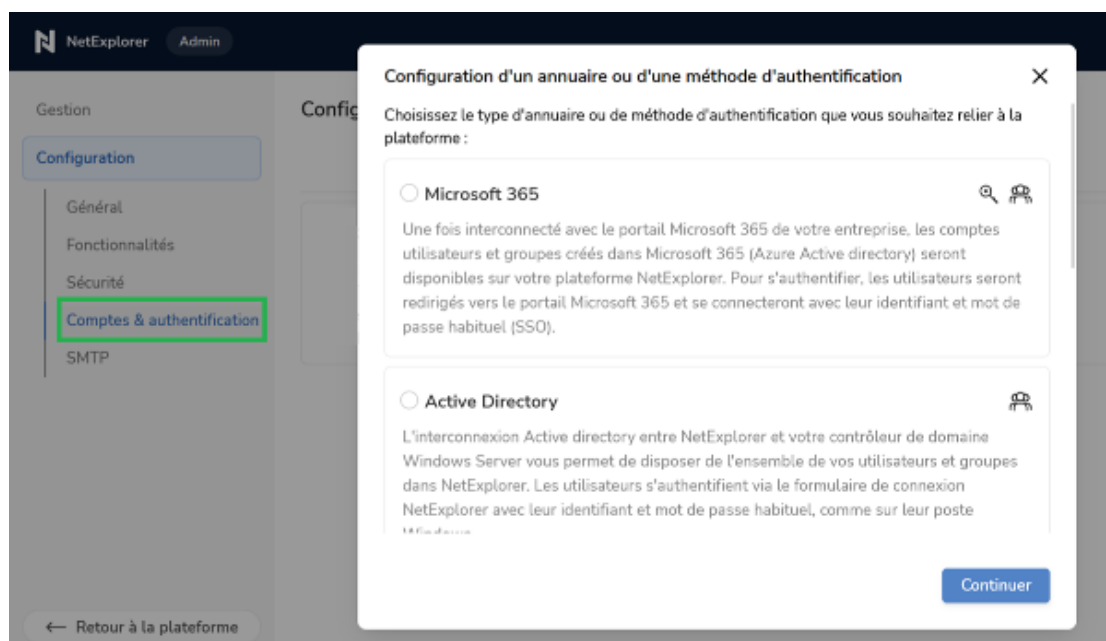 NetExplorer Admin
Gestion
Configuration
Général
Fonctionnalités
Sécurité
Comptes & authentification
SMTP
← Retour à la plateforme
Config
Configuration d'un annuaire ou d'une méthode d'authentification
Choisissez le type d'annuaire ou de méthode d'authentification que vous souhaitez relier à la
plateforme :
Microsoft 365
Une fois interconnecté avec le portail Microsoft 365 de votre entreprise, les comptes
utilisateurs et groupes créés dans Microsoft 365 (Azure Active directory) seront
disponibles sur votre plateforme NetExplorer. Pour s'authentifier, les utilisateurs seront
redirigés vers le portail Microsoft 365 et se connecteront avec leur identifiant et mot de
passe habituel (SSO).
Active Directory
L'interconnexion Active directory entre NetExplorer et votre contrôleur de domaine
Windows Server vous permet de disposer de l'ensemble de vos utilisateurs et groupes
dans NetExplorer. Les utilisateurs s'authentifient via le formulaire de connexion
NetExplorer avec leur identifiant et mot de passe habituel, comme sur leur poste
Continuer